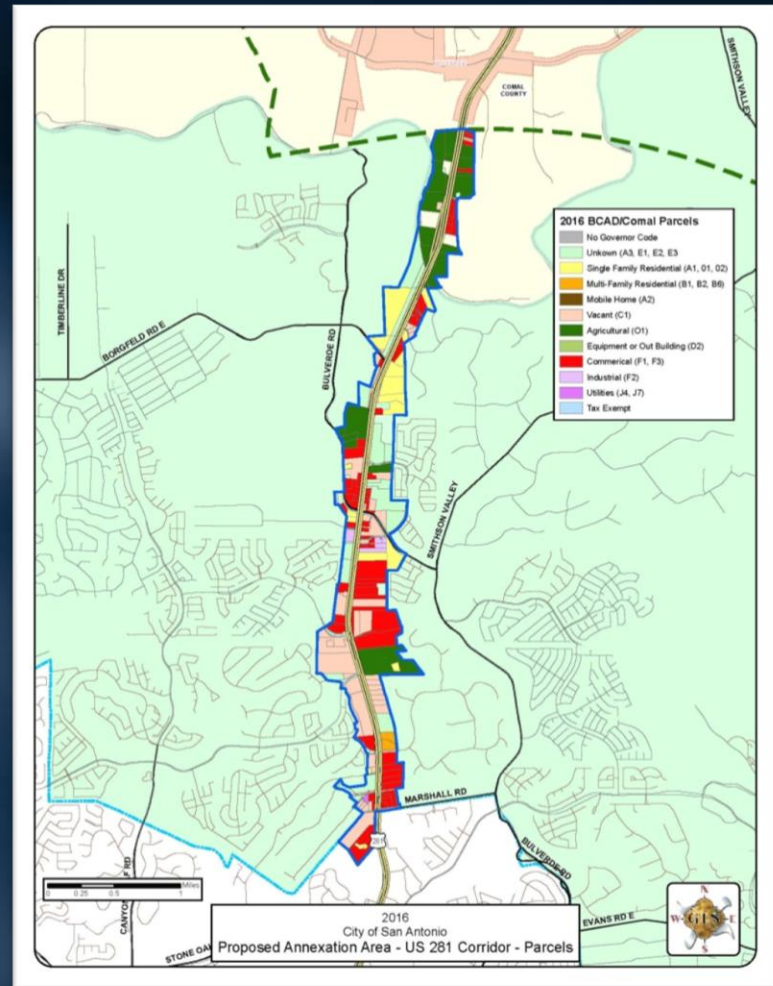 SMITHSON VALLEY
COMAL
COUNTY
2016 BCAD/Comal Parcels
No Governor Code
Unkown (A3, E1, E2, E3
Single Family Residential (A1, 01, 02)
Multi-Family Residential (B1, B2, B6)
Mobile Home (A2)
Vacant (C1)
Agricultural (O1)
Equipment or Out Building (D2)
Commerical (F1, F3)
Industrial (F2)
Utilities (J4, J7)
Tax Exempt
TIMBERLINE DR
BORGFELD RD E
BULVERDE RD
SMITHSON VALLEY
MARSHALL RD
281
BULVERDE RD
EVANS RD E
Miles
0 0.25 0.5 1
CANYON
RD
STONE
2016
City of San Antonio
Proposed Annexation Area - US 281 Corridor - Parcels
N
W GIS E
S